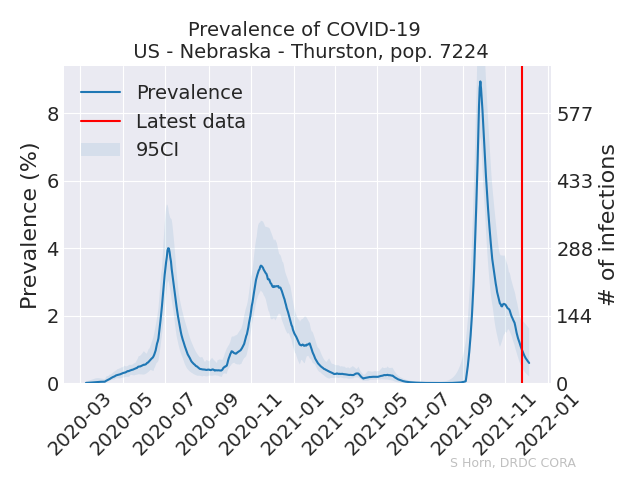 Prevalence of COVID-19
US - Nebraska - Thurston, pop. 7224
Prevalence
Latest data
95CI
Prevalence (%)
8
6
4
2
0
577
433
288
144
0
# of infections
2020-03
2020-05
2020-07
2020-09
2020-11
2021-01
2021-03
2021-05
2021-07
2021-09
2021-11
2022-01
S Horn, DRDC CORA